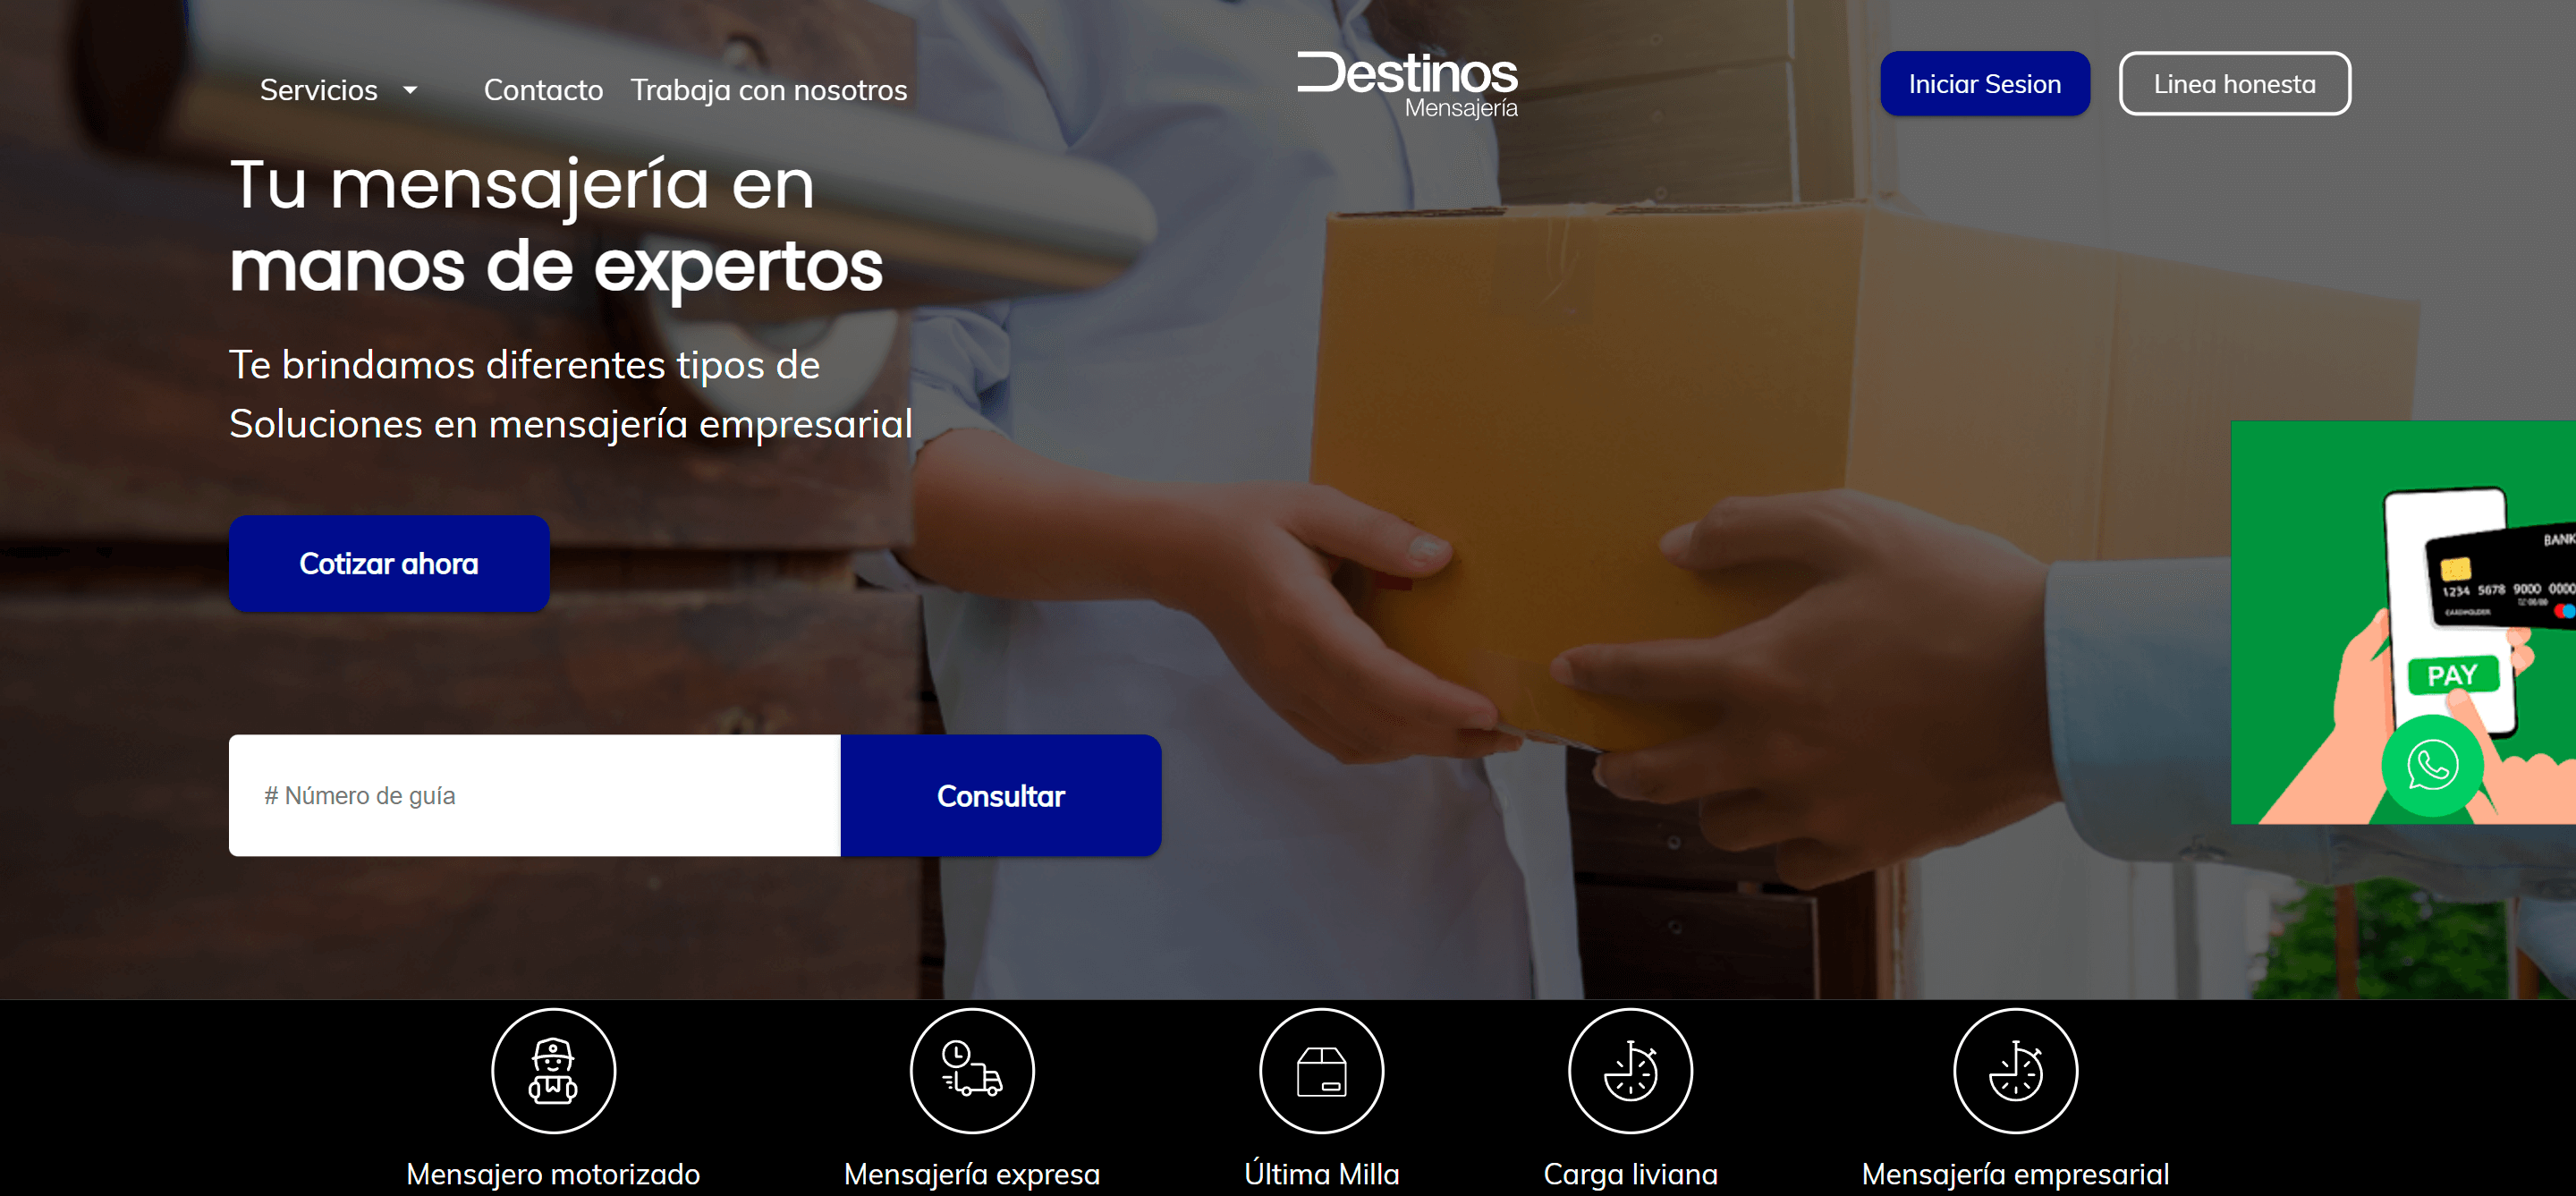 Servicios
Contacto
Trabaja con nosotros
Destinos
Mensajería
Iniciar Sesion
Linea honesta
Tu mensajería en
manos de expertos
Te brindamos diferentes tipos de
Soluciones en mensajería empresarial
Cotizar ahora
# Número de guía
Consultar
BANK
1234 5678 9000 0000
CARDHOLDER
PAY
Mensajero motorizado
Mensajería expresa
Última Milla
Carga liviana
Mensajería empresarial